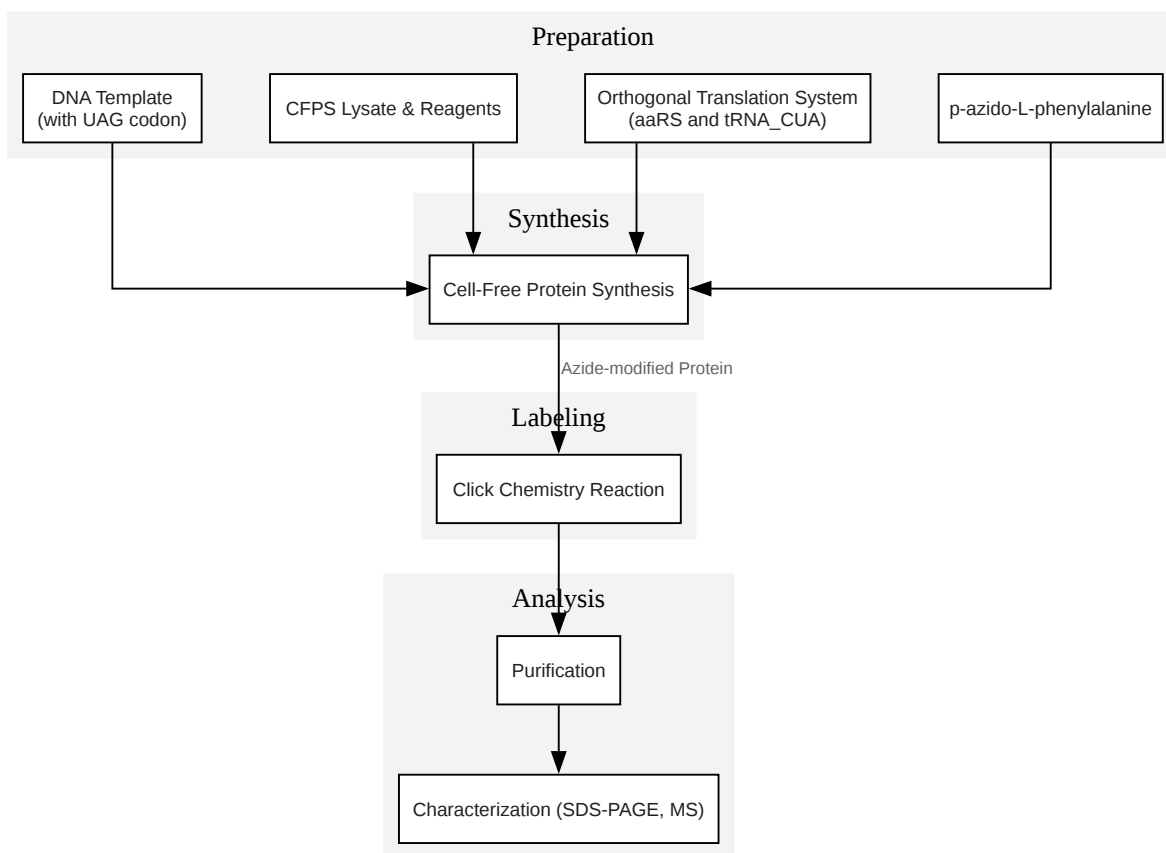 Preparation
DNA Template
(with UAG codon)
CFPS Lysate & Reagents
Orthogonal Translation System
(aaRS and tRNA_CUA)
p-azido-L-phenylalanine
Synthesis
Cell-Free Protein Synthesis
Azide-modified Protein
Labeling
Click Chemistry Reaction
Analysis
Purification
Characterization (SDS-PAGE, MS)